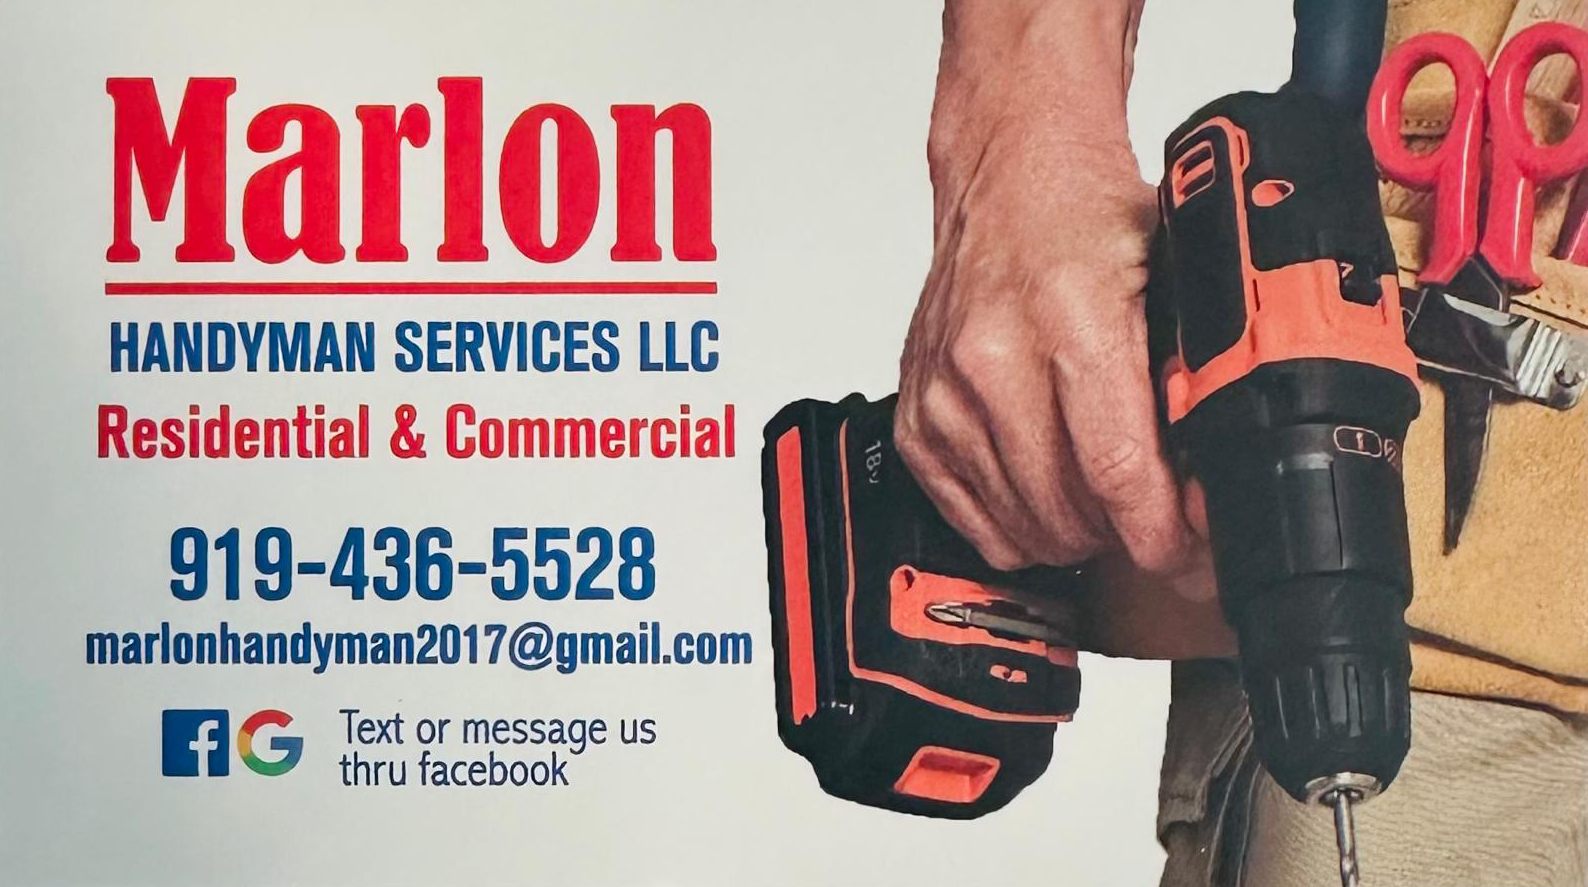 Marlon
HANDYMAN SERVICES LLC
Residential & Commercial
919-436-5528
marlonhandyman2017@gmail.com
Text or message us
thru facebook